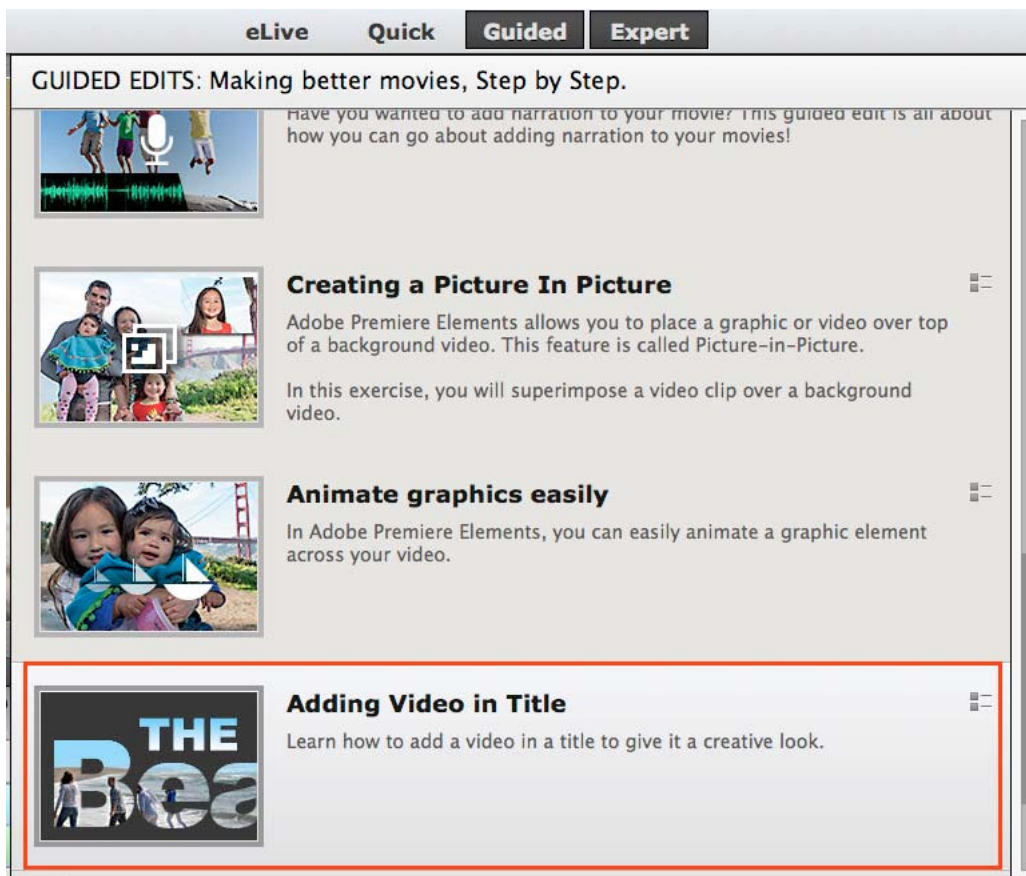 eLive Quick Guided Expert
GUIDED EDITS: Making better movies, Step by Step.
Have you wanted to add narration to your movie? This guided edit is all about
how you can go about adding narration to your movies!
Creating a Picture In Picture
Adobe Premiere Elements allows you to place a graphic or video over top
of a background video. This feature is called Picture-in-Picture.
In this exercise, you will superimpose a video clip over a background
video.
Animate graphics easily
In Adobe Premiere Elements, you can easily animate a graphic element
across your video.
THE
Bea
Adding Video in Title
Learn how to add a video in a title to give it a creative look.